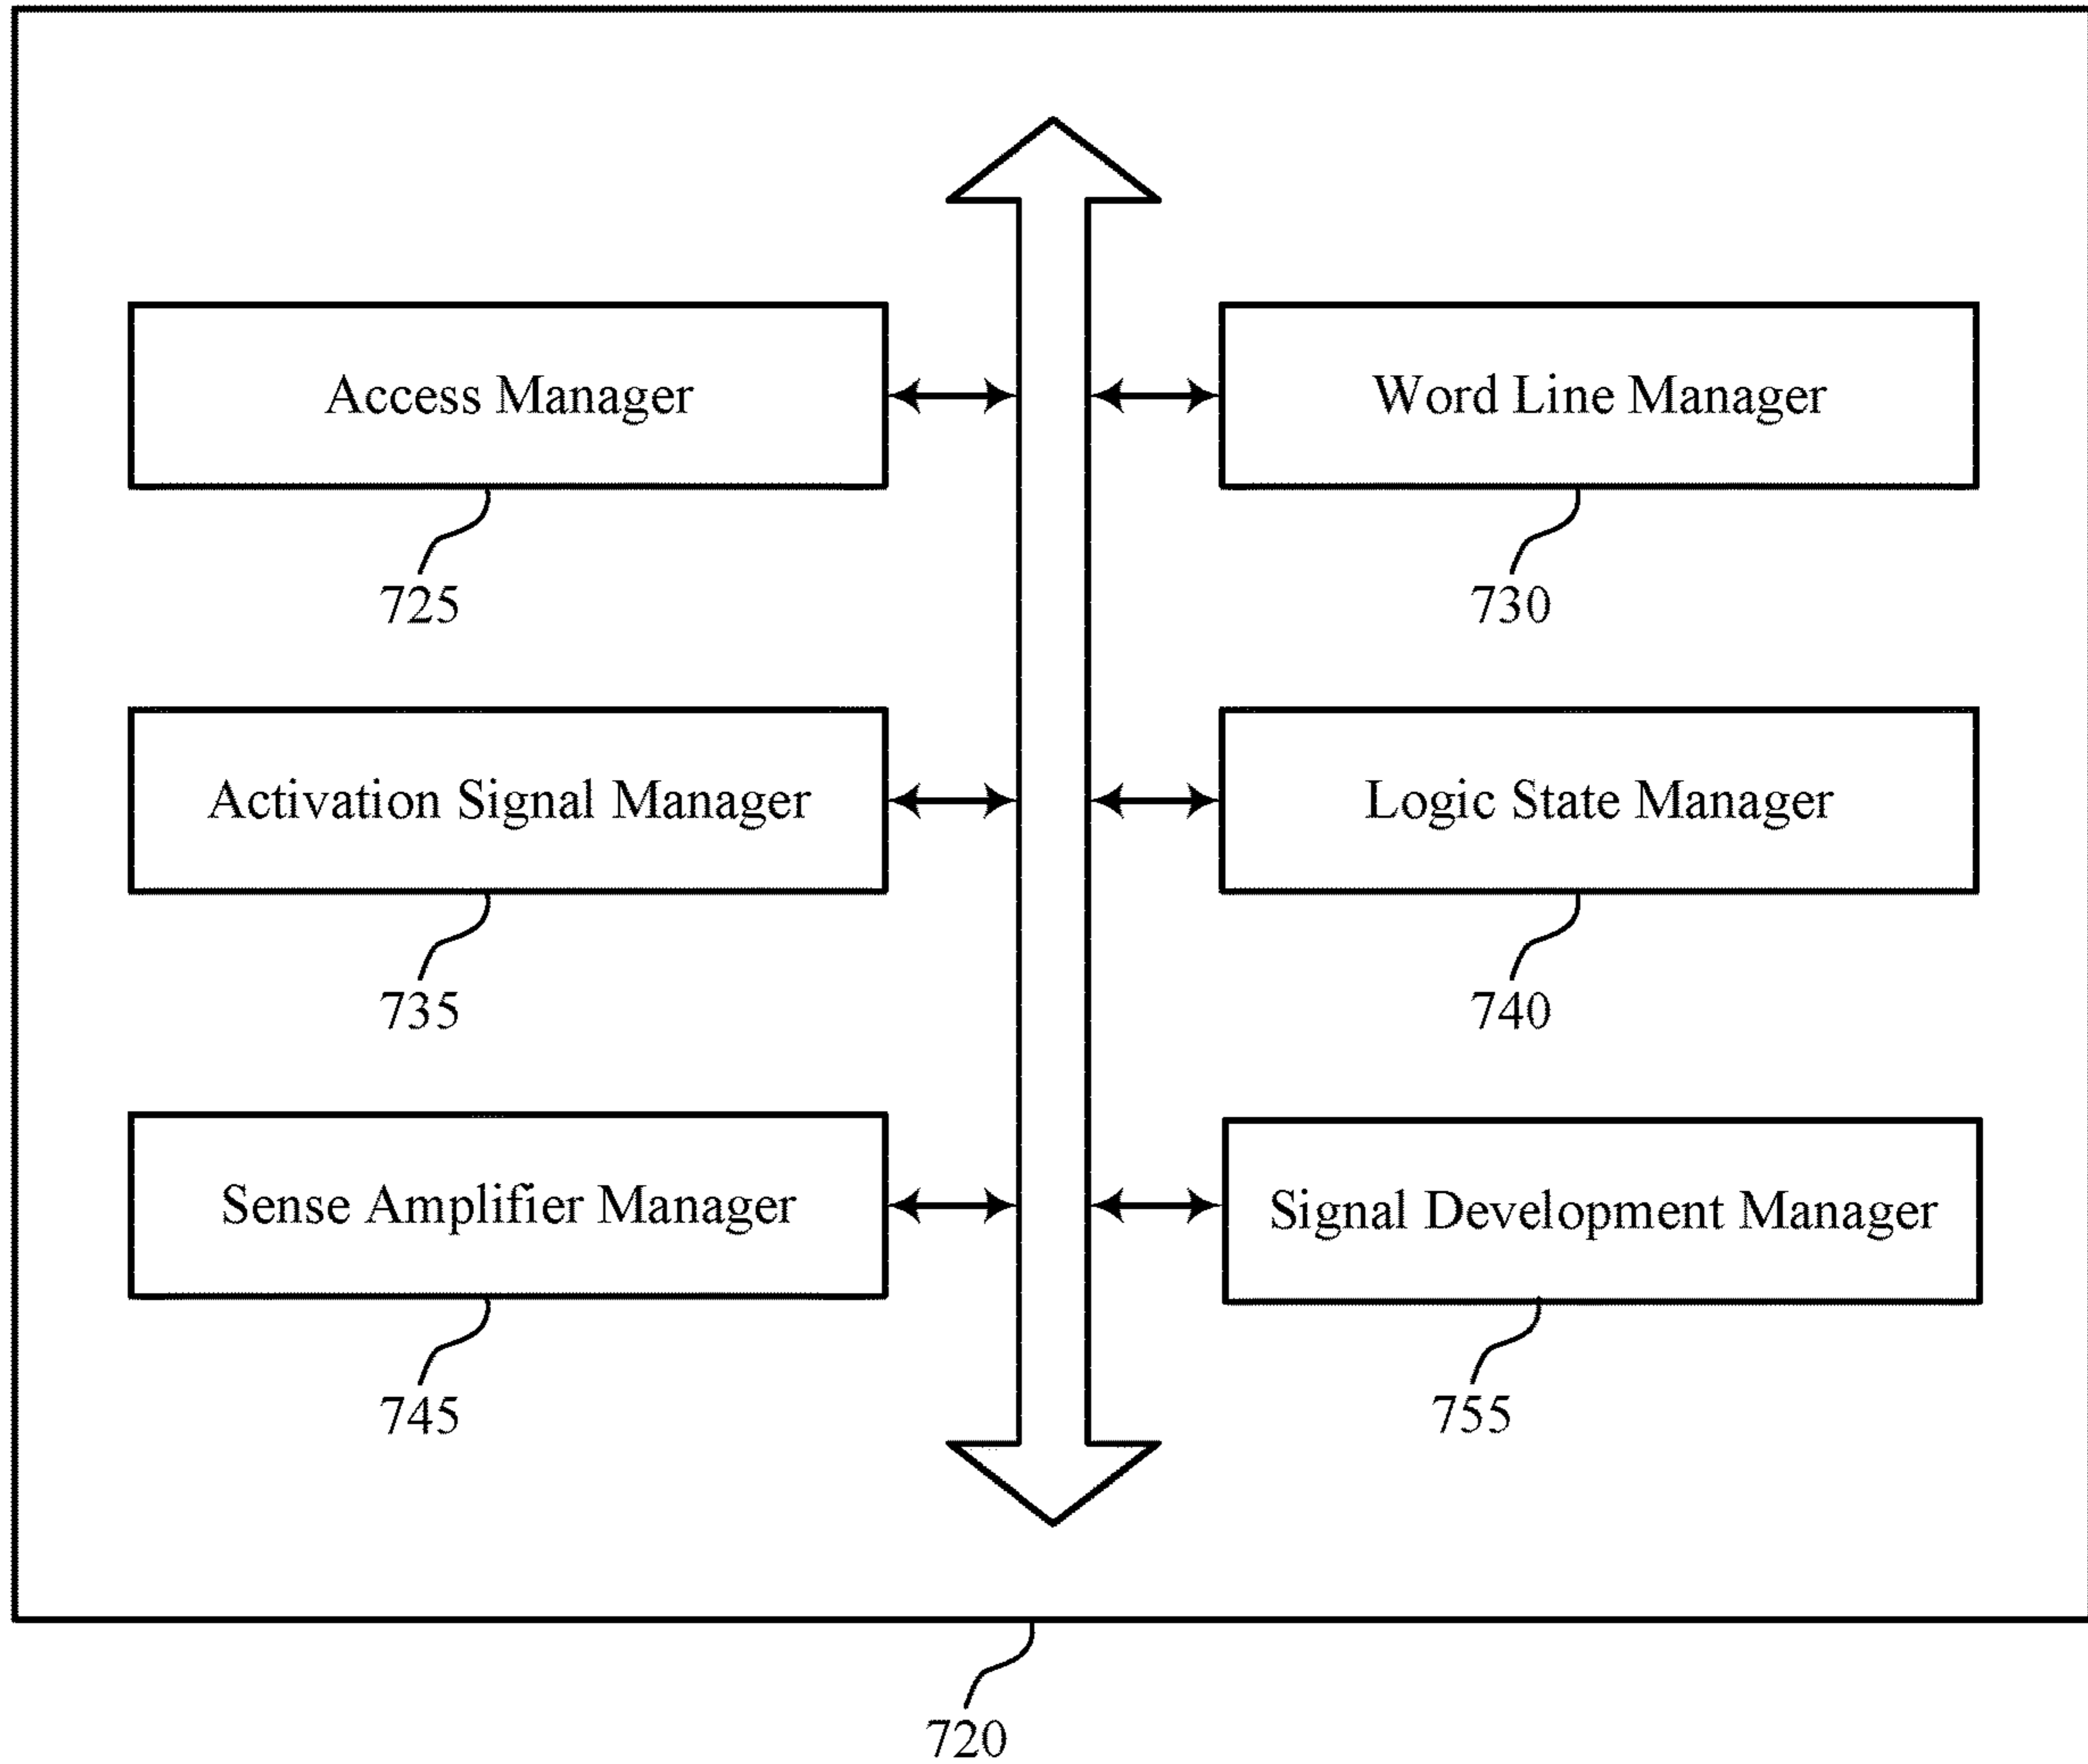 Access Manager
Word Line Manager
725
730
Activation Signal Manager
Logic State Manager
735
740
Sense Amplifier Manager
Signal Development Manager
745
755
720